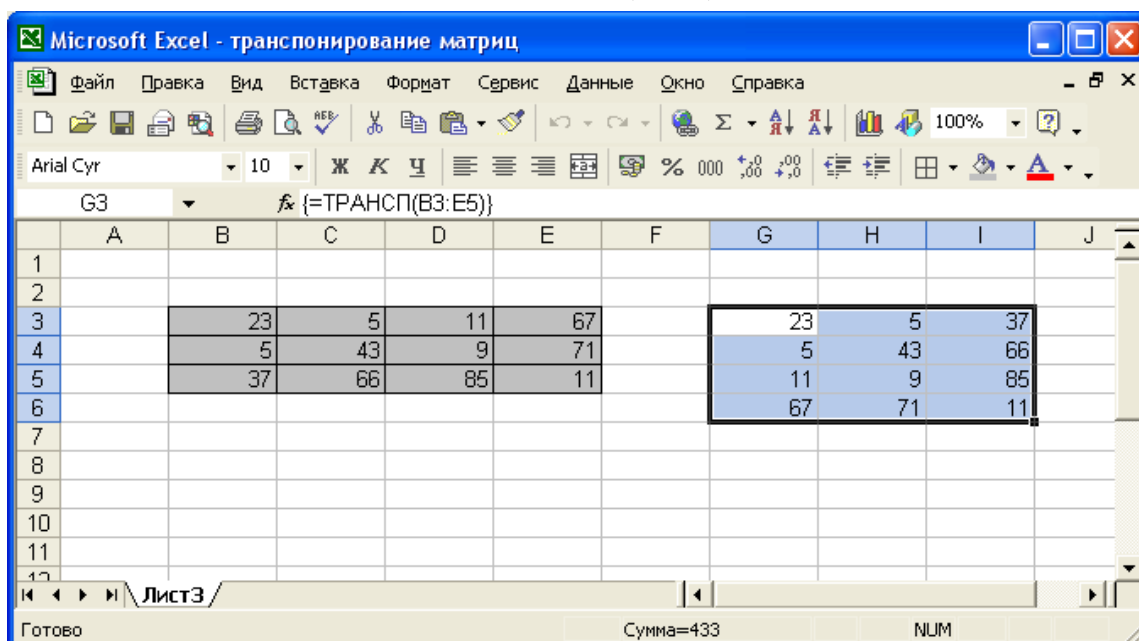 Microsoft Excel - транспонирование матриц
Файл Правка Вид Вставка Формат Сервис Данные Окно Справка
100%
Arial Cyr 10 Ж К Ч % 000
G3 fx {=ТРАНСП(B3:E5)}
A B C D E F G H I J
1
2
3 23 5 11 67 23 5 37
4 5 43 9 71 5 43 66
5 37 66 85 11 11 9 85
6 67 71 11
7
8
9
10
11
12
Лист3
Готово Сумма=433 NUM